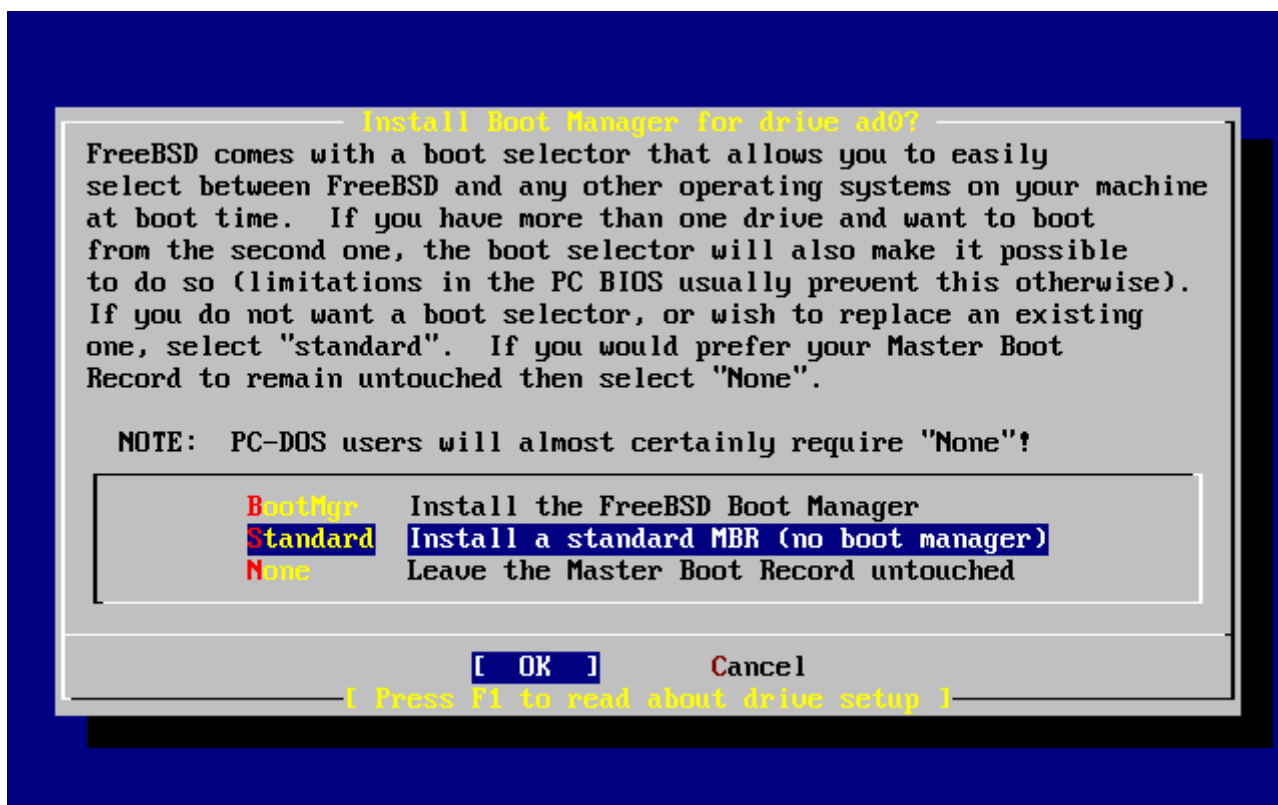 Install Boot Manager for drive ad0?
FreeBSD comes with a boot selector that allows you to easily
select between FreeBSD and any other operating systems on your machine
at boot time.  If you have more than one drive and want to boot
from the second one, the boot selector will also make it possible
to do so (limitations in the PC BIOS usually prevent this otherwise).
If you do not want a boot selector, or wish to replace an existing
one, select "standard".  If you would prefer your Master Boot
Record to remain untouched then select "None".
NOTE:  PC-DOS users will almost certainly require "None"!
BootMgr   Install the FreeBSD Boot Manager
Standard  Install a standard MBR (no boot manager)
None      Leave the Master Boot Record untouched
[  OK  ]       Cancel
[ Press F1 to read about drive setup ]